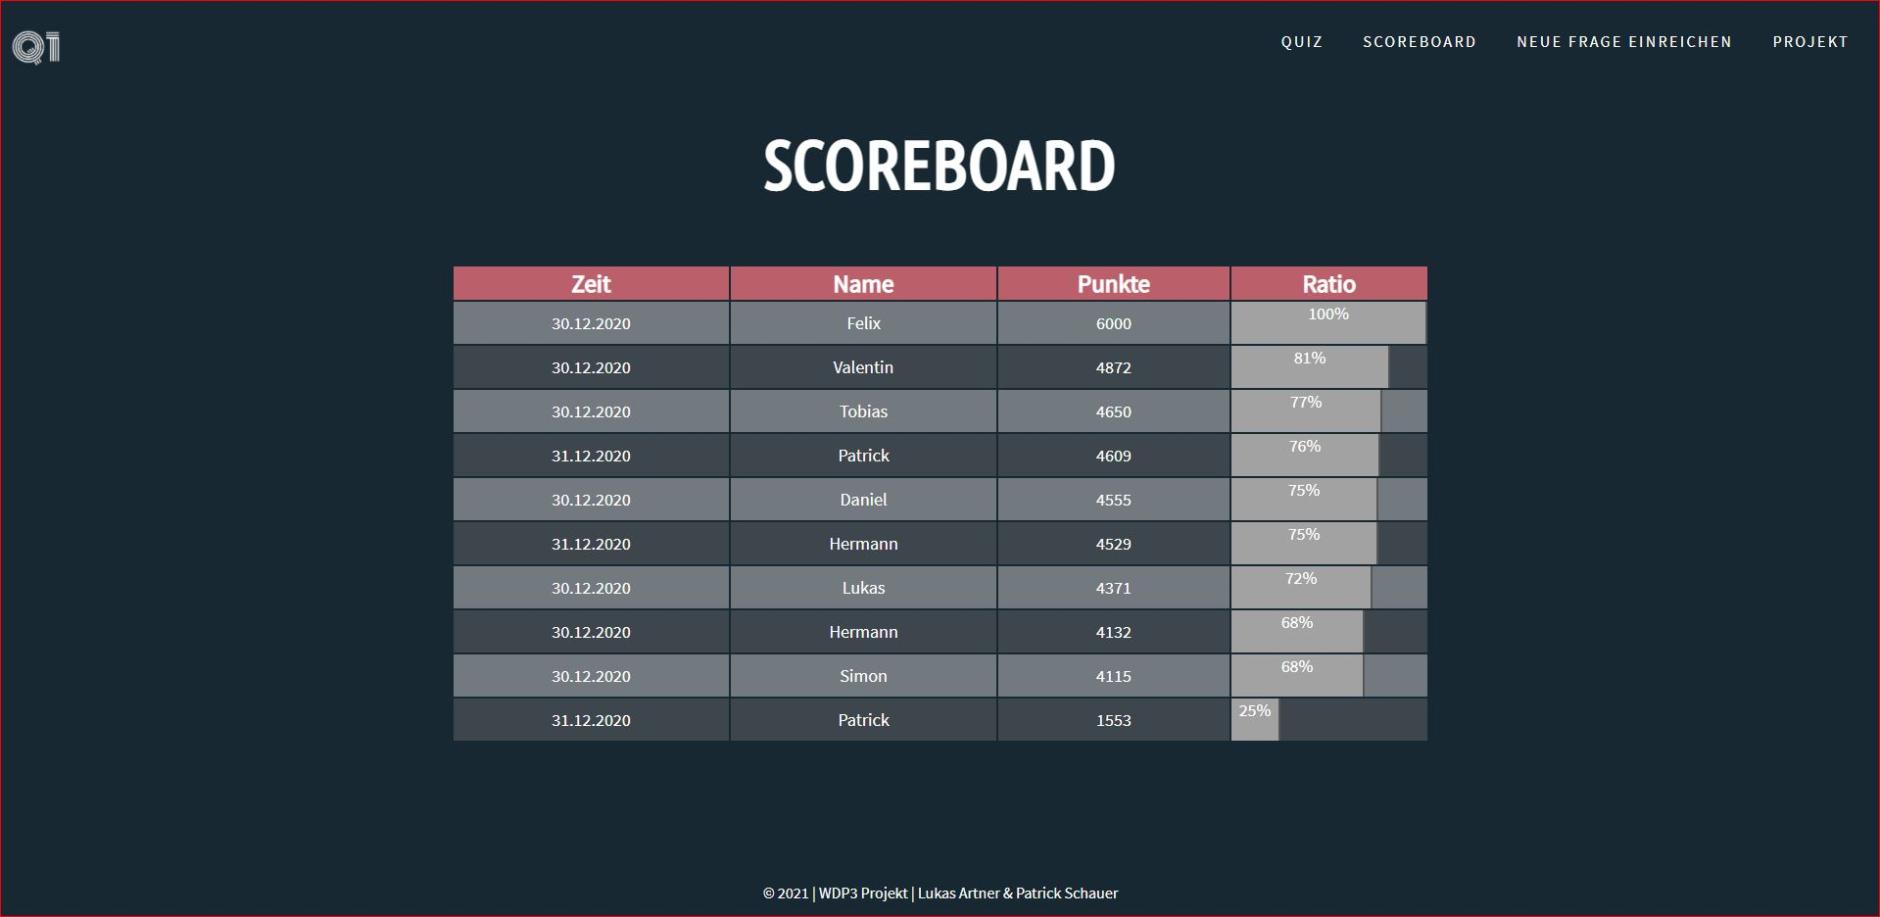 Q1
QUIZ SCOREBOARD NEUE FRAGE EINREICHEN PROJEKT
SCOREBOARD
Zeit Name Punkte Ratio
30.12.2020 Felix 6000 100%
30.12.2020 Valentin 4872 81%
30.12.2020 Tobias 4650 77%
31.12.2020 Patrick 4609 76%
30.12.2020 Daniel 4555 75%
31.12.2020 Hermann 4529 75%
30.12.2020 Lukas 4371 72%
30.12.2020 Hermann 4132 68%
30.12.2020 Simon 4115 68%
31.12.2020 Patrick 1553 25%
© 2021 | WDP3 Projekt | Lukas Artner & Patrick Schauer